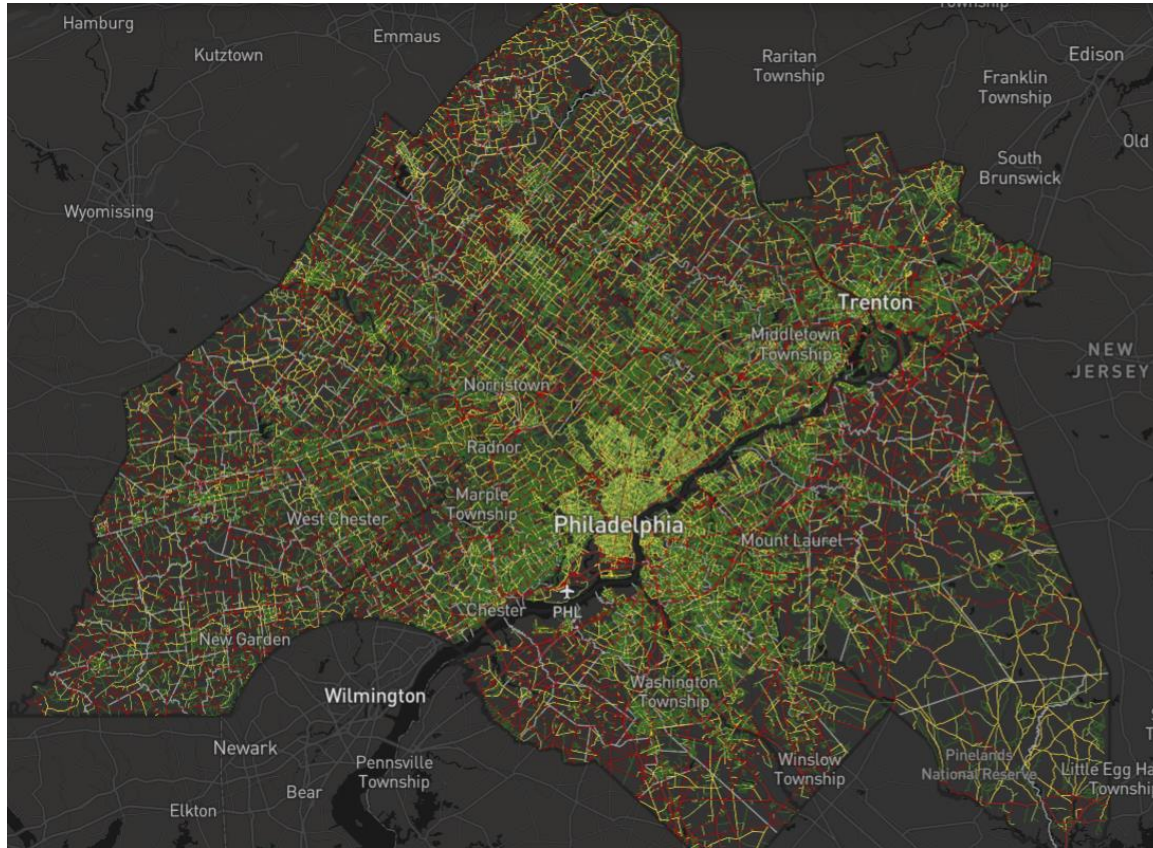 Hamburg
Emmaus
Kutztown
Raritan
Township
Township
Edison
Franklin
Township
Old
South
Brunswick
Wyomissing
Trenton
Middletown
Township
NEW
JERSEY
Norristown
Radnor
Marple
Township
West Chester
Philadelphia
Mount Laurel
Chester
PHL
New Garden
Wilmington
Washington
Township
Newark
Pennsville
Township
Bear
Winslow
Township
Pinelands
National Reserve
Little Egg Ha
Township
Elkton